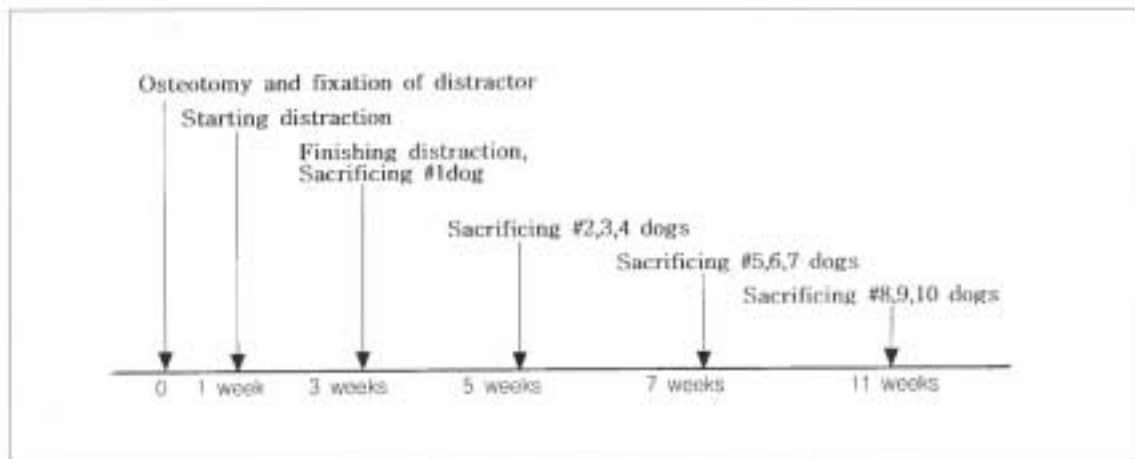 Osteotomy and fixation of distractor
Starting distraction
Finishing distraction,
Sacrificing #1dog
Sacrificing #2,3,4 dogs
Sacrificing #5,6,7 dogs
Sacrificing #8,9,10 dogs
0 1 week 3 weeks 5 weeks 7 weeks 11 weeks